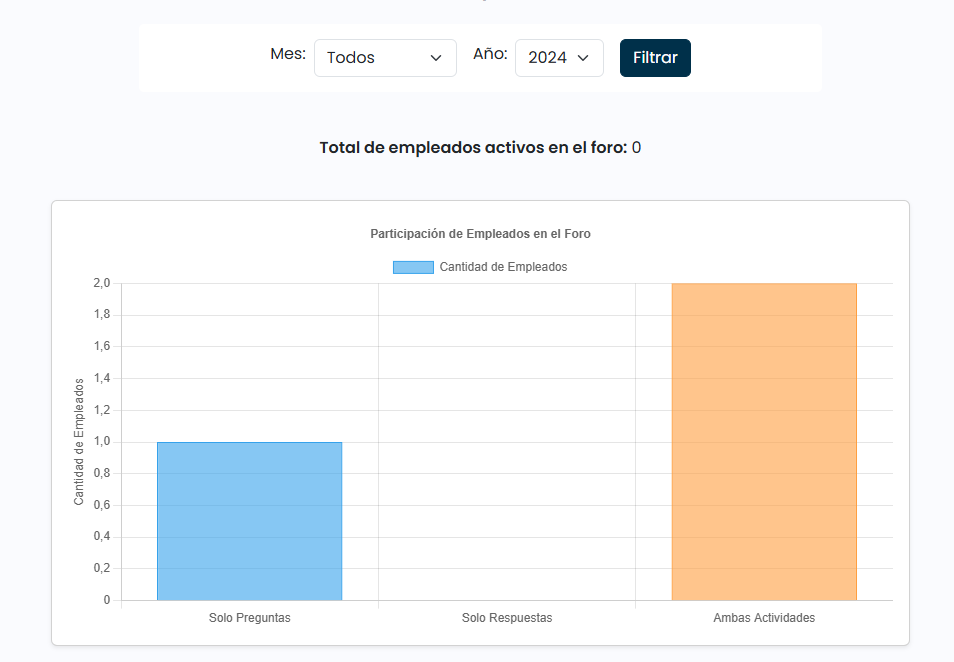 Mes: Todos Año: 2024 Filtrar
Total de empleados activos en el foro: 0
Participación de Empleados en el Foro
Cantidad de Empleados
2,0
1,8
1,6
1,4
1,2
1,0
0,8
0,6
0,4
0,2
0
Cantidad de Empleados
Solo Preguntas Solo Respuestas Ambas Actividades